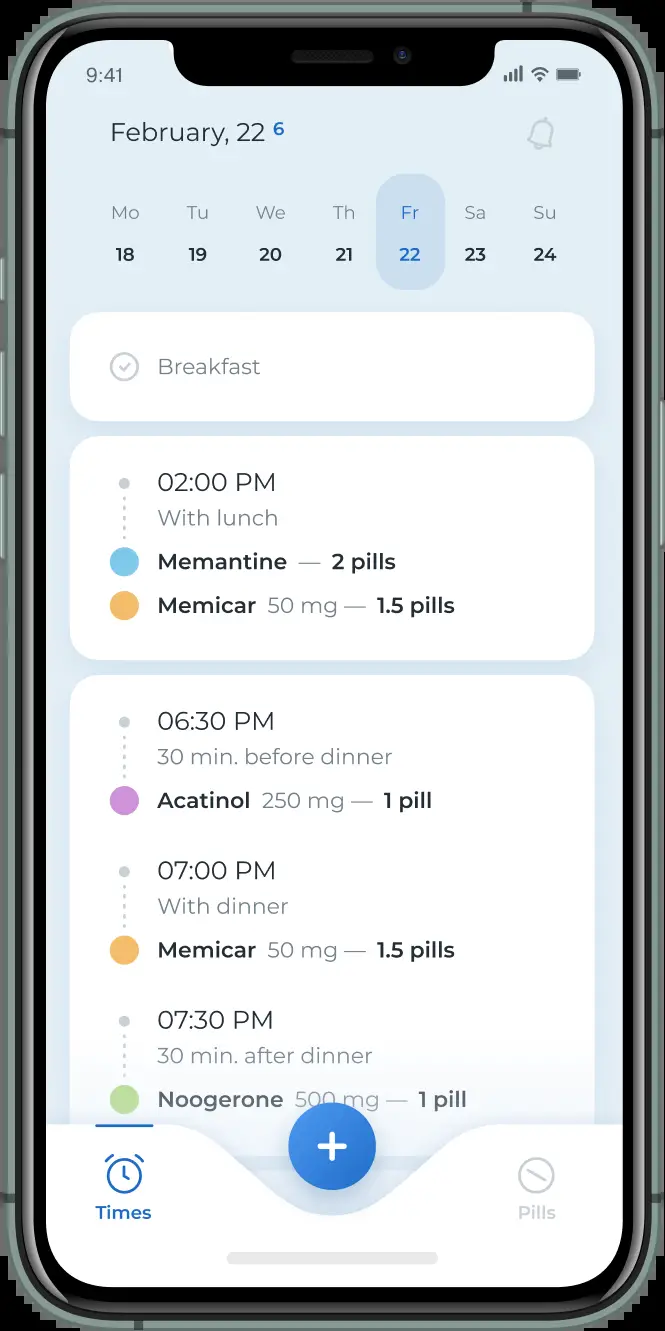 9:41
February, 22 6
Mo Tu We Th Fr Sa Su
18 19 20 21 22 23 24
Breakfast
02:00 PM
With lunch
Memantine — 2 pills
Memicar 50 mg — 1.5 pills
06:30 PM
30 min. before dinner
Acatinol 250 mg — 1 pill
07:00 PM
With dinner
Memicar 50 mg — 1.5 pills
07:30 PM
30 min. after dinner
Noogerone 500 mg — 1 pill
Times Pills